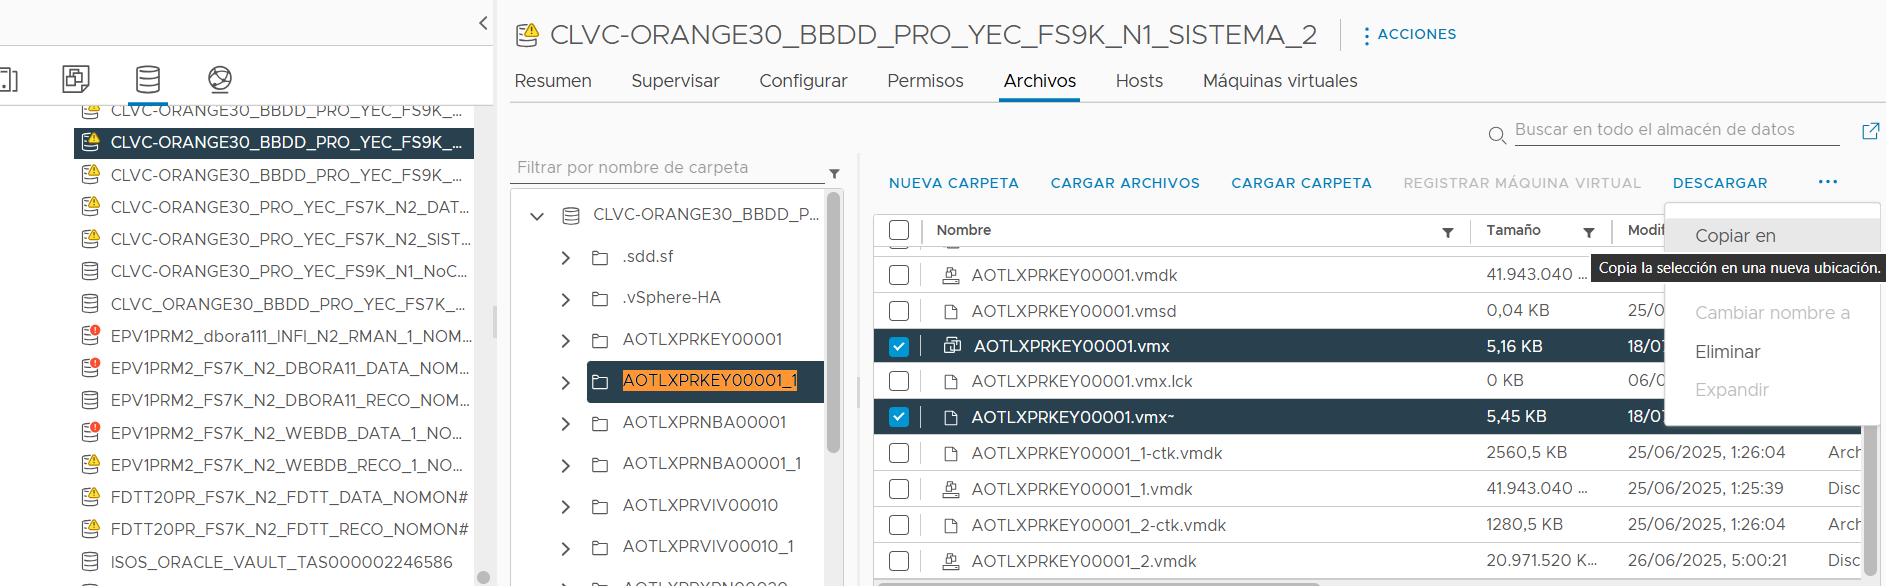 CLVC-ORANGE30_BBDD_PRO_YEC_FS9K_...
CLVC-ORANGE30_BBDD_PRO_YEC_FS9K_...
CLVC-ORANGE30_BBDD_PRO_YEC_FS9K_...
CLVC-ORANGE30_PRO_YEC_FS7K_N2_DAT...
CLVC-ORANGE30_PRO_YEC_FS7K_N2_SIST...
CLVC-ORANGE30_PRO_YEC_FS9K_N1_NoC...
CLVC_ORANGE30_BBDD_PRO_YEC_FS7K_...
EPV1PRM2_dbora111_INFI_N2_RMAN_1_NOM...
EPV1PRM2_FS7K_N2_DBORA11_DATA_NOM...
EPV1PRM2_FS7K_N2_DBORA11_RECO_NOM...
EPV1PRM2_FS7K_N2_WEBDB_DATA_1_NO...
EPV1PRM2_FS7K_N2_WEBDB_RECO_1_NO...
FDTT20PR_FS7K_N2_FDTT_DATA_NOMON#
FDTT20PR_FS7K_N2_FDTT_RECO_NOMON#
ISOS_ORACLE_VAULT_TAS000002246586
CLVC-ORANGE30_BBDD_PRO_YEC_FS9K_N1_SISTEMA_2
ACCIONES
Resumen Supervisar Configurar Permisos Archivos Hosts Máquinas virtuales
Buscar en todo el almacén de datos
Filtrar por nombre de carpeta
CLVC-ORANGE30_BBDD_P...
.sdd.sf
.vSphere-HA
AOTLXPRKEY00001
AOTLXPRKEY00001_1
AOTLXPRNBA00001
AOTLXPRNBA00001_1
AOTLXPRVIV00010
AOTLXPRVIV00010_1
NUEVA CARPETA CARGAR ARCHIVOS CARGAR CARPETA REGISTRAR MÁQUINA VIRTUAL DESCARGAR ...
Nombre Tamaño Modif
AOTLXPRKEY00001.vmdk 41.943.040 ...
AOTLXPRKEY00001.vmsd 0,04 KB 25/0
AOTLXPRKEY00001.vmx 5,16 KB 18/0
AOTLXPRKEY00001.vmx.lck 0 KB 06/0
AOTLXPRKEY00001.vmx~ 5,45 KB 18/0
AOTLXPRKEY00001_1-ctk.vmdk 2560,5 KB 25/06/2025, 1:26:04 Arch
AOTLXPRKEY00001_1.vmdk 41.943.040 ... 25/06/2025, 1:25:39 Disc
AOTLXPRKEY00001_2-ctk.vmdk 1280,5 KB 25/06/2025, 1:26:04 Arch
AOTLXPRKEY00001_2.vmdk 20.971.520 K... 26/06/2025, 5:00:21 Disc
Copiar en
Copia la selección en una nueva ubicación.
Cambiar nombre a
Eliminar
Expandir